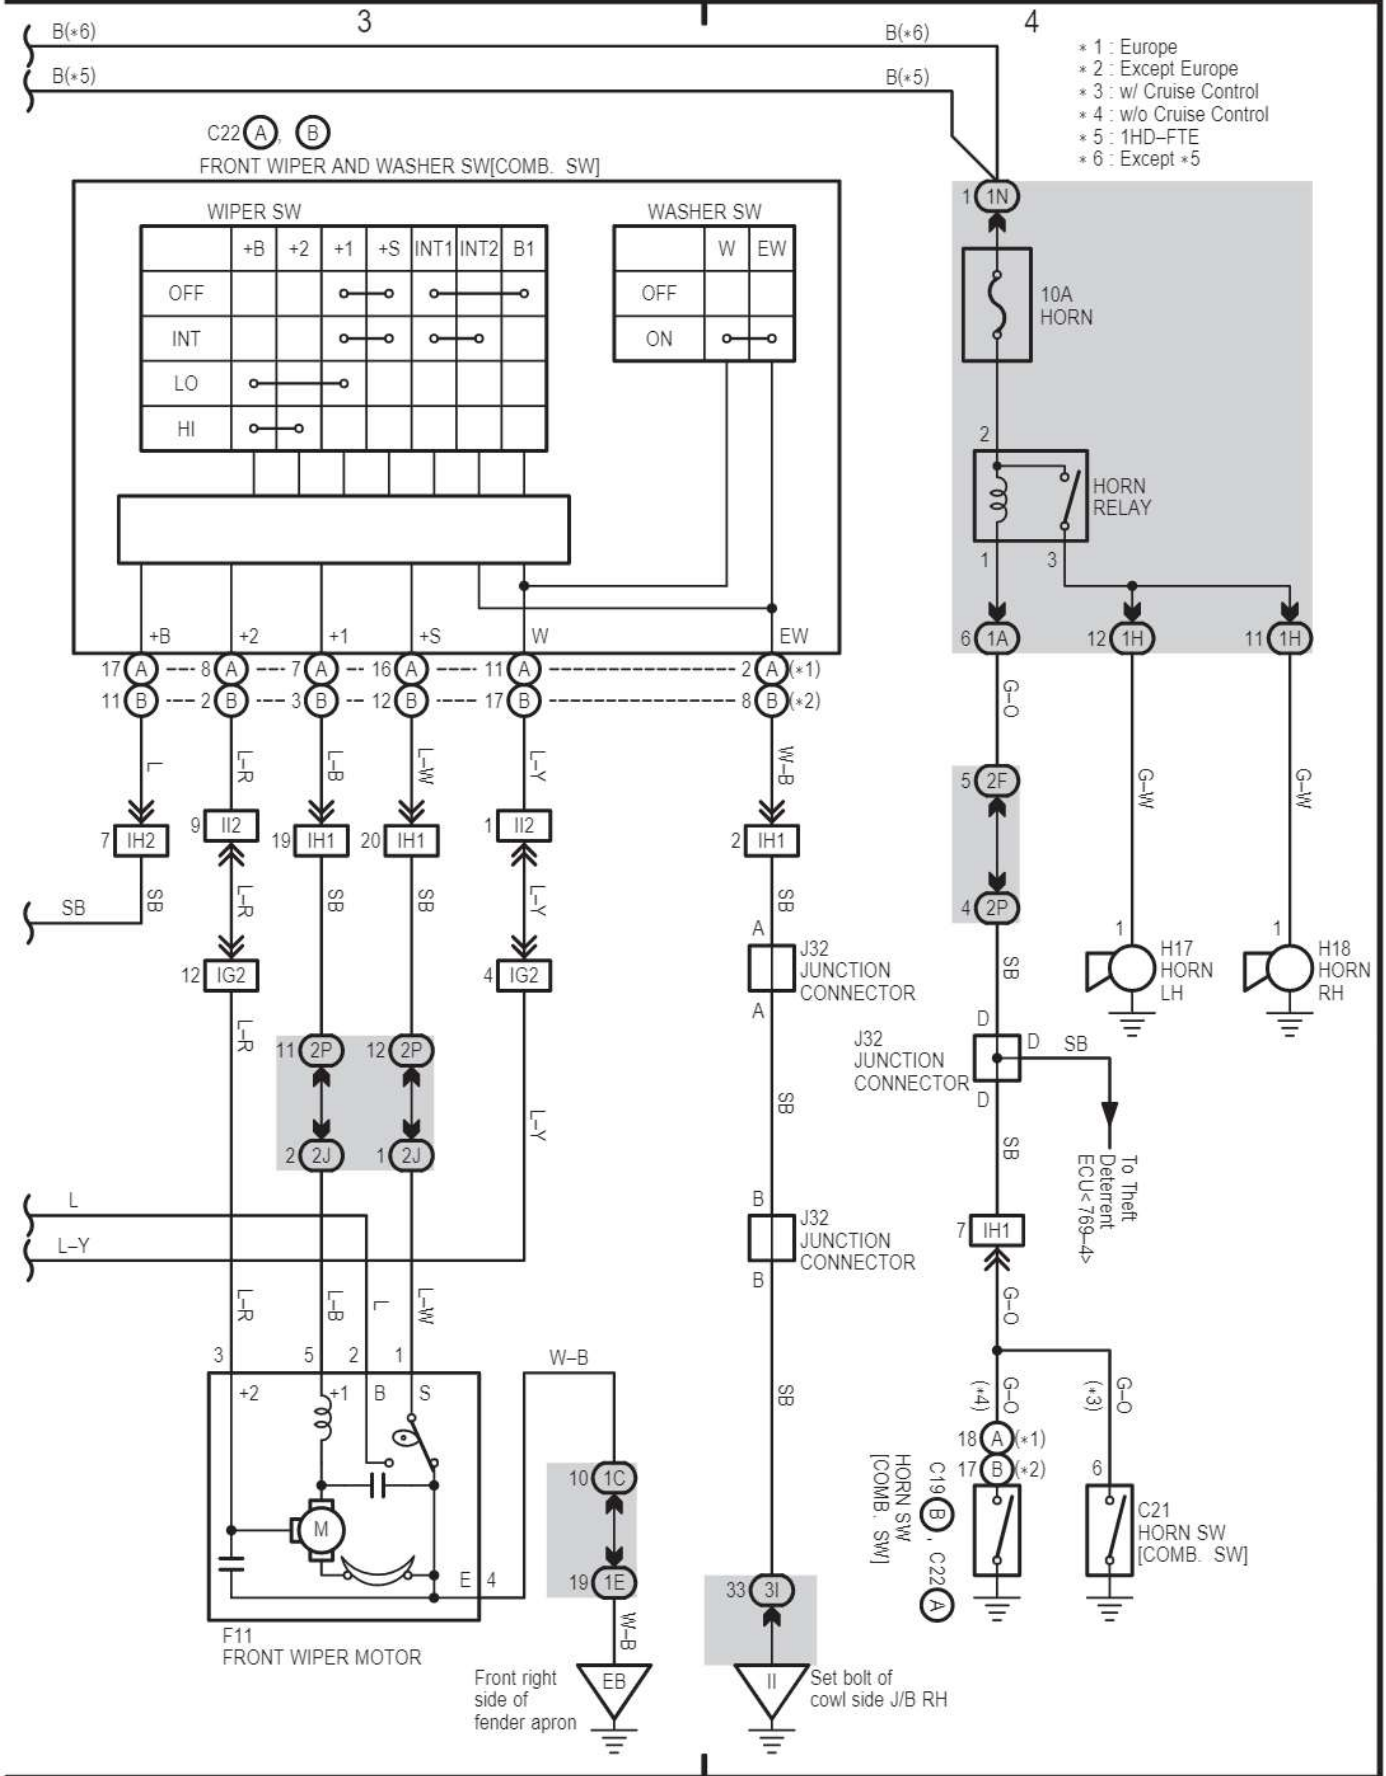 3
4
B(*6)
B(*6)
B(*5)
B(*5)
* 1 : Europe
* 2 : Except Europe
* 3 : w/ Cruise Control
* 4 : w/o Cruise Control
* 5 : 1HD–FTE
* 6 : Except *5
C22 A, B
FRONT WIPER AND WASHER SW[COMB. SW]
WIPER SW
+B +2 +1 +S INT1 INT2 B1
OFF
INT
LO
HI
WASHER SW
W EW
OFF
ON
1 1N
10A
HORN
2
HORN
RELAY
1 3
6 1A
12 1H
11 1H
+B +2 +1 +S W EW
17 A 8 A 7 A 16 A 11 A 2 A (*1)
11 B 2 B 3 B 12 B 17 B 8 B (*2)
L
L–R
L–B
L–W
L–Y
W–B
G–O
G–W
G–W
7 IH2
9 II2
19 IH1
20 IH1
1 II2
2 IH1
5 2F
4 2P
SB
SB
L–R
SB
SB
L–Y
SB
12 IG2
4 IG2
A
J32
JUNCTION
CONNECTOR
A
SB
1
H17
HORN
LH
1
H18
HORN
RH
L–R
11 2P
12 2P
2 2J
1 2J
L–Y
SB
D
J32
JUNCTION
CONNECTOR
D
SB
D
SB
To Theft
Deterrent
ECU<769–4>
L
L–Y
B
J32
JUNCTION
CONNECTOR
B
7 IH1
G–O
L–R
L–B
L
L–W
3 5 2 1
+2 +1 B S
M
E 4
F11
FRONT WIPER MOTOR
W–B
10 1C
19 1E
W–B
EB
Front right
side of
fender apron
SB
33 3I
II
Set bolt of
cowl side J/B RH
G–O
(*4)
G–O
(*3)
18 A (*1)
17 B (*2)
6
C19 B , C22 A
HORN SW
[COMB. SW]
C21
HORN SW
[COMB. SW]